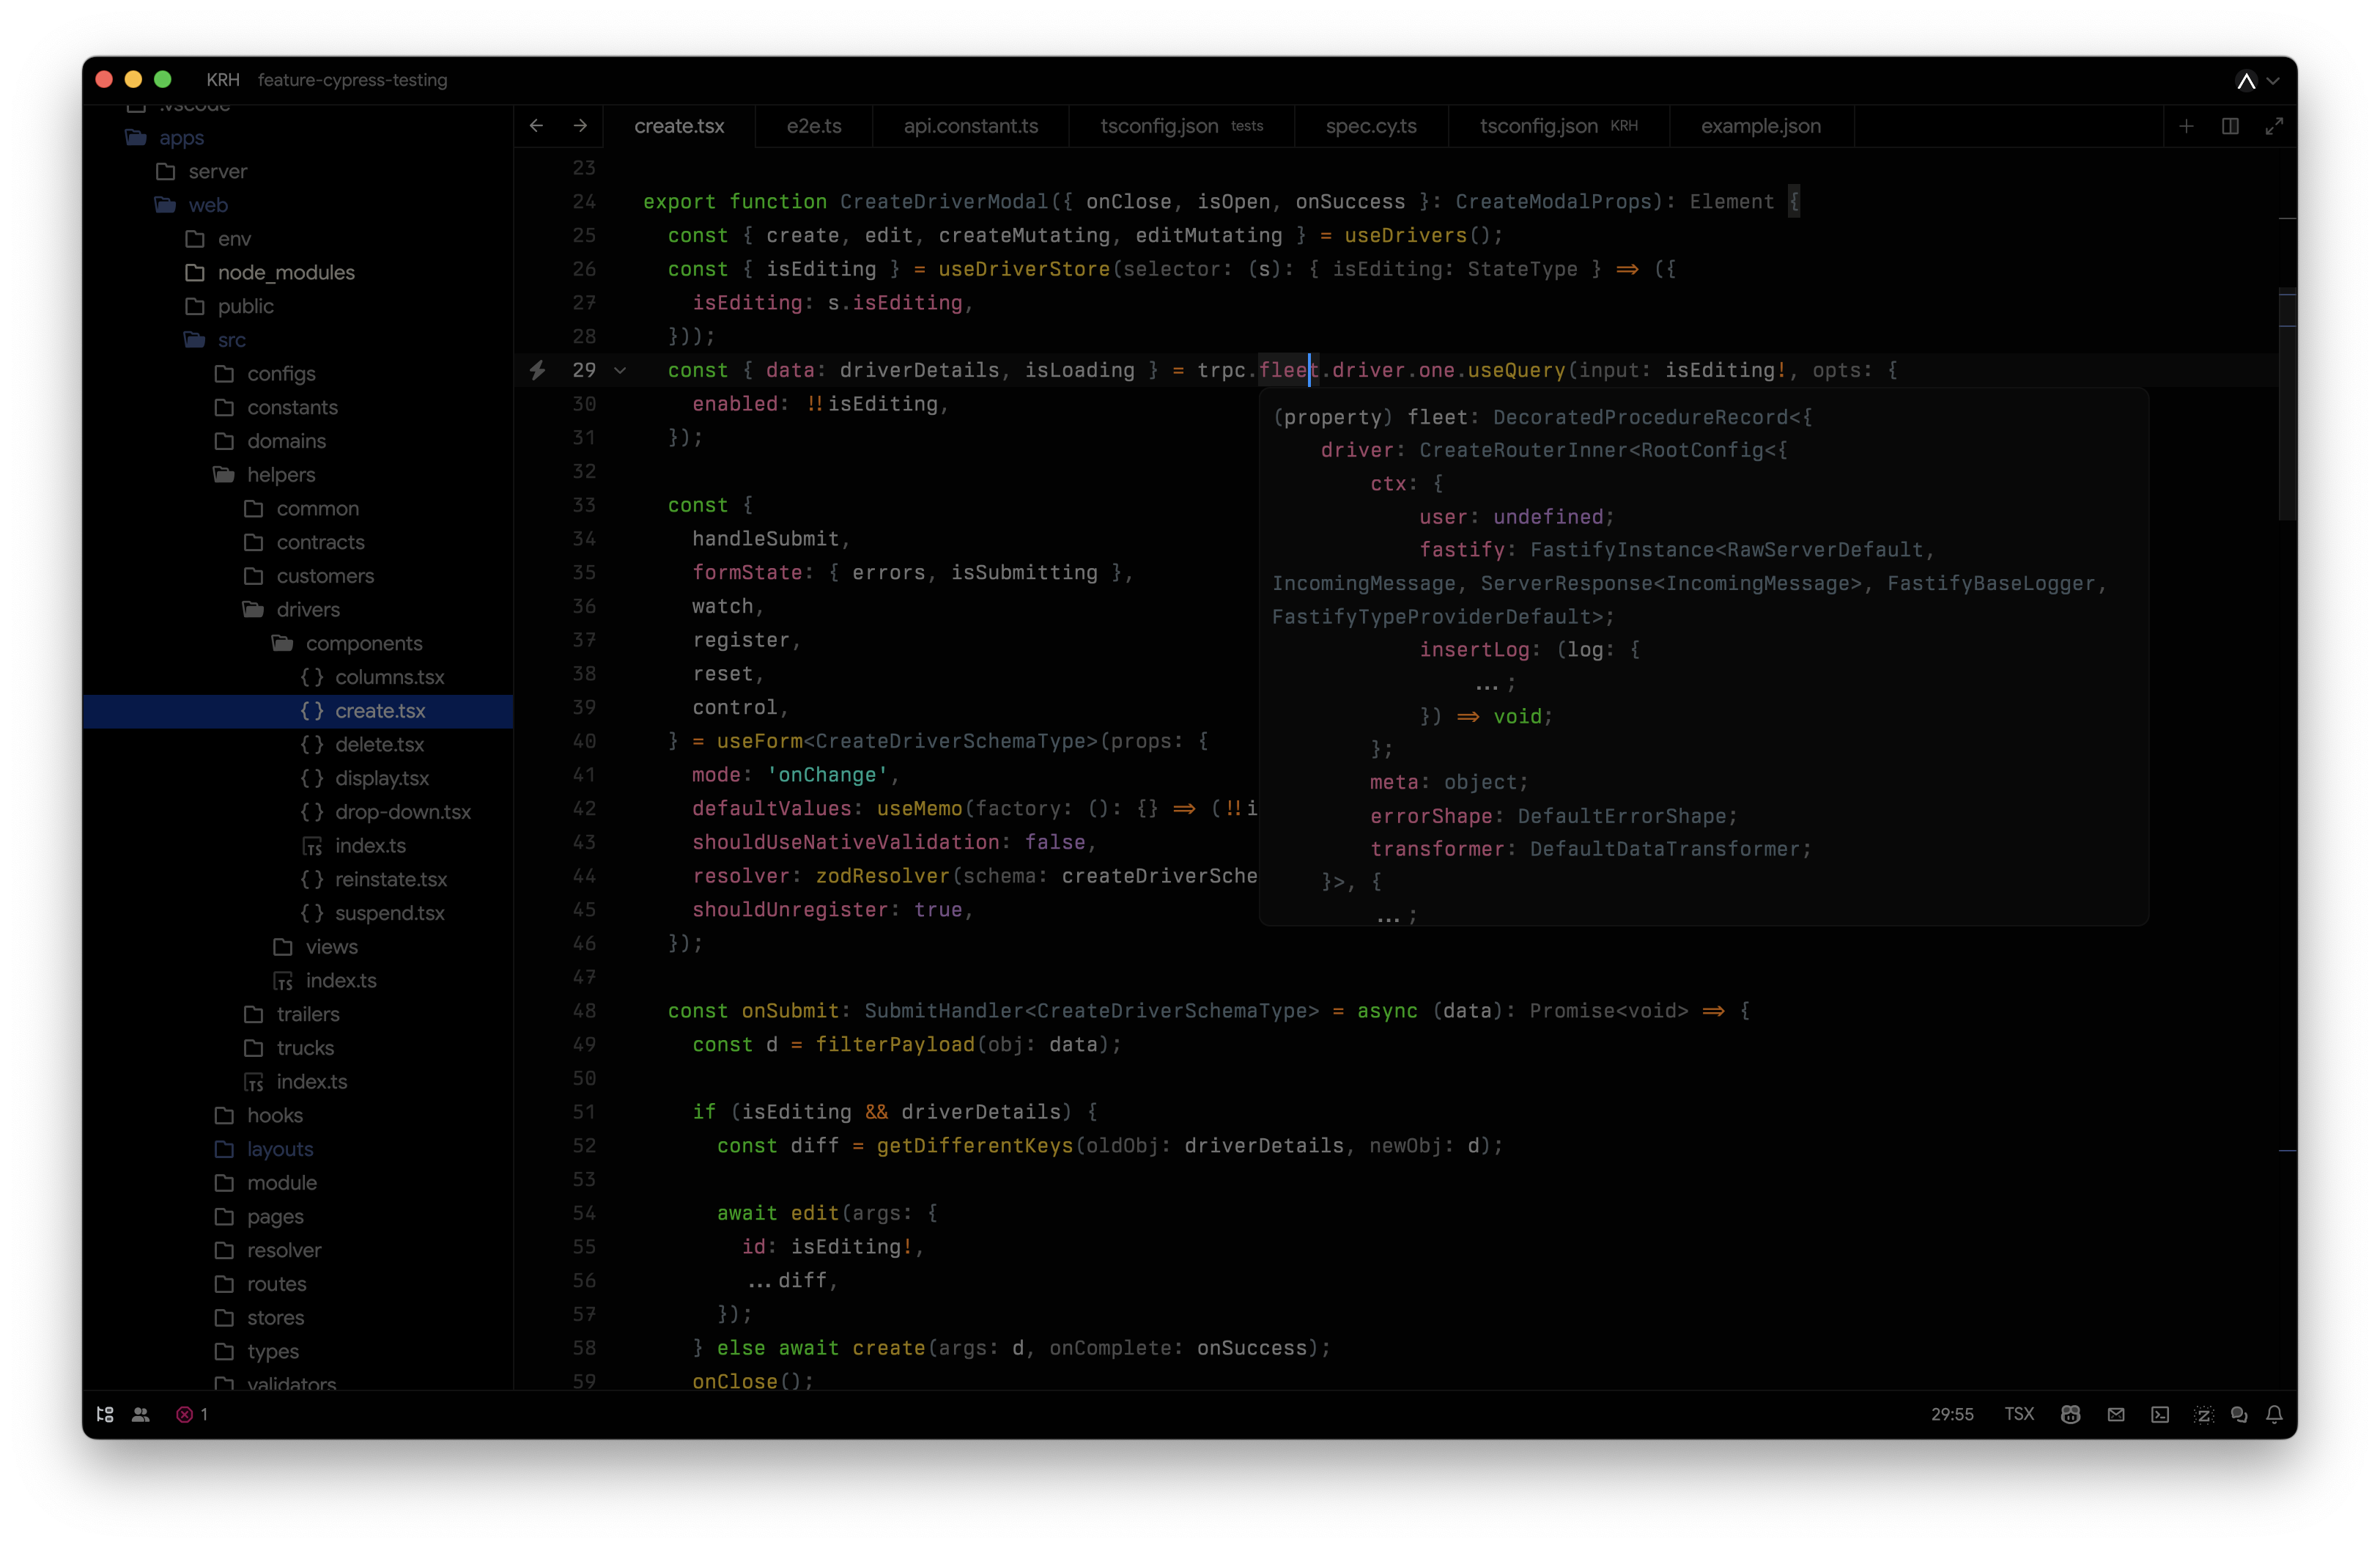 KRH feature-cypress-testing
.vscode
apps
server
web
env
node_modules
public
src
configs
constants
domains
helpers
common
contracts
customers
drivers
components
columns.tsx
create.tsx
delete.tsx
display.tsx
drop-down.tsx
index.ts
reinstate.tsx
suspend.tsx
views
index.ts
trailers
trucks
index.ts
hooks
layouts
module
pages
resolver
routes
stores
types
validators
create.tsx e2e.ts api.constant.ts tsconfig.json tests spec.cy.ts tsconfig.json KRH example.json
23
24 export function CreateDriverModal({ onClose, isOpen, onSuccess }: CreateModalProps): Element {
25 const { create, edit, createMutating, editMutating } = useDrivers();
26 const { isEditing } = useDriverStore(selector: (s): { isEditing: StateType } => ({
27 isEditing: s.isEditing,
28 }));
29 const { data: driverDetails, isLoading } = trpc.fleet.driver.one.useQuery(input: isEditing!, opts: {
30 enabled: !!isEditing,
31 });
32
33 const {
34 handleSubmit,
35 formState: { errors, isSubmitting },
36 watch,
37 register,
38 reset,
39 control,
40 } = useForm<CreateDriverSchemaType>(props: {
41 mode: 'onChange',
42 defaultValues: useMemo(factory: (): {} => (!!i
43 shouldUseNativeValidation: false,
44 resolver: zodResolver(schema: createDriverSche
45 shouldUnregister: true,
46 });
47
48 const onSubmit: SubmitHandler<CreateDriverSchemaType> = async (data): Promise<void> => {
49 const d = filterPayload(obj: data);
50
51 if (isEditing && driverDetails) {
52 const diff = getDifferentKeys(oldObj: driverDetails, newObj: d);
53
54 await edit(args: {
55 id: isEditing!,
56 ...diff,
57 });
58 } else await create(args: d, onComplete: onSuccess);
59 onClose();
(property) fleet: DecoratedProcedureRecord<{
driver: CreateRouterInner<RootConfig<{
ctx: {
user: undefined;
fastify: FastifyInstance<RawServerDefault,
IncomingMessage, ServerResponse<IncomingMessage>, FastifyBaseLogger,
FastifyTypeProviderDefault>;
insertLog: (log: {
...;
}) => void;
};
meta: object;
errorShape: DefaultErrorShape;
transformer: DefaultDataTransformer;
}>, {
...;
1
29:55 TSX